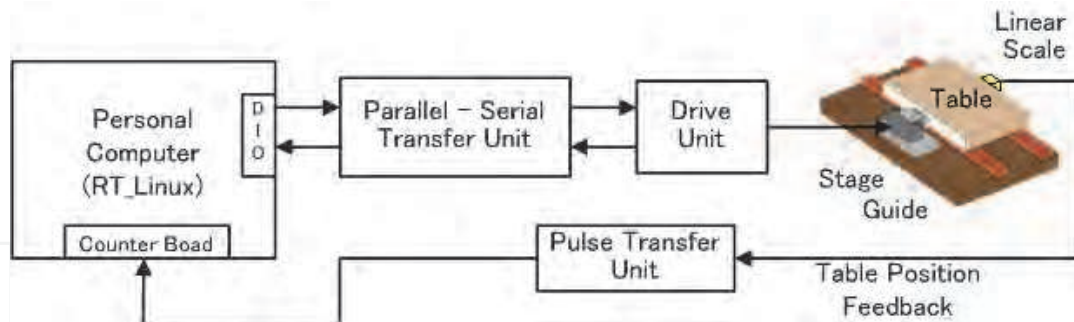 Linear
Scale
Personal
Computer
(RT_Linux)
D
I
O
Parallel - Serial
Transfer Unit
Drive
Unit
Table
Stage
Guide
Counter Boad
Pulse Transfer
Unit
Table Position
Feedback